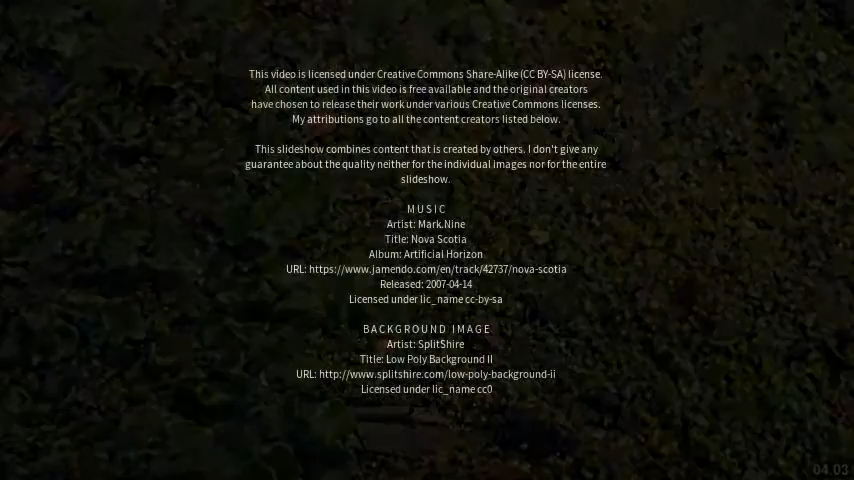 This video is licensed under Creative Commons Share-Alike (CC BY-SA) license.
All content used in this video is free available and the original creators
have chosen to release their work under various Creative Commons licenses.
My attributions go to all the content creators listed below.
This slideshow combines content that is created by others. I don't give any
guarantee about the quality neither for the individual images nor for the entire
slideshow.
MUSIC
Artist: Mark.Nine
Title: Nova Scotia
Album: Artificial Horizon
URL: https://www.jamendo.com/en/track/42737/nova-scotia
Released: 2007-04-14
Licensed under lic_name cc-by-sa
BACKGROUND IMAGE
Artist: SplitShire
Title: Low Poly Background II
URL: http://www.splitshire.com/low-poly-background-ii
Licensed under lic_name cc0
04.03